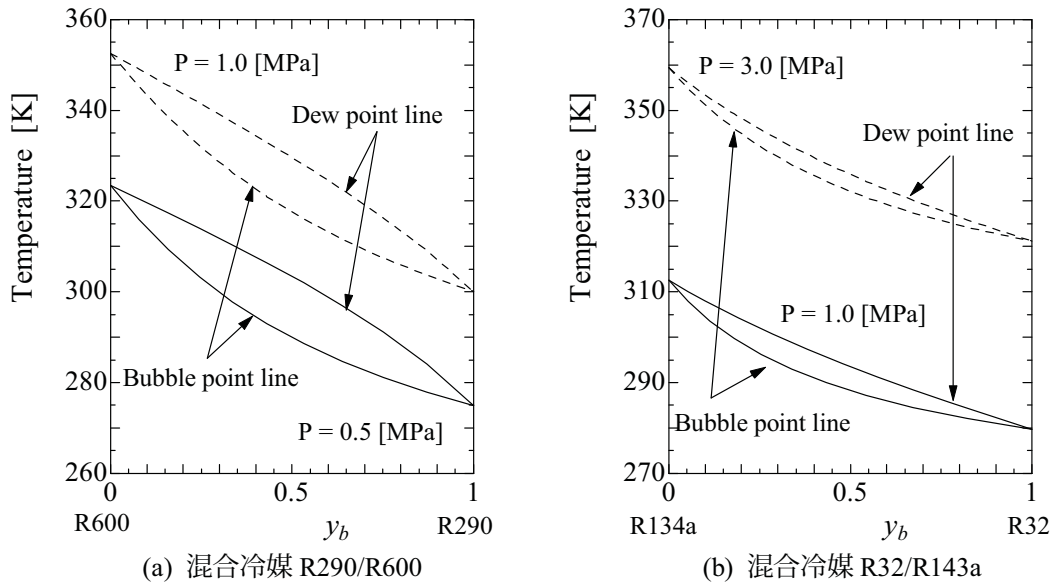 360
340
320
300
280
260
Temperature [K]
P = 1.0 [MPa]
Dew point line
Bubble point line
P = 0.5 [MPa]
0
0.5
1
R600
y_b
R290
(a) 混合冷媒 R290/R600
370
350
330
310
290
270
Temperature [K]
P = 3.0 [MPa]
Dew point line
P = 1.0 [MPa]
Bubble point line
0
0.5
1
R134a
y_b
R32
(b) 混合冷媒 R32/R143a